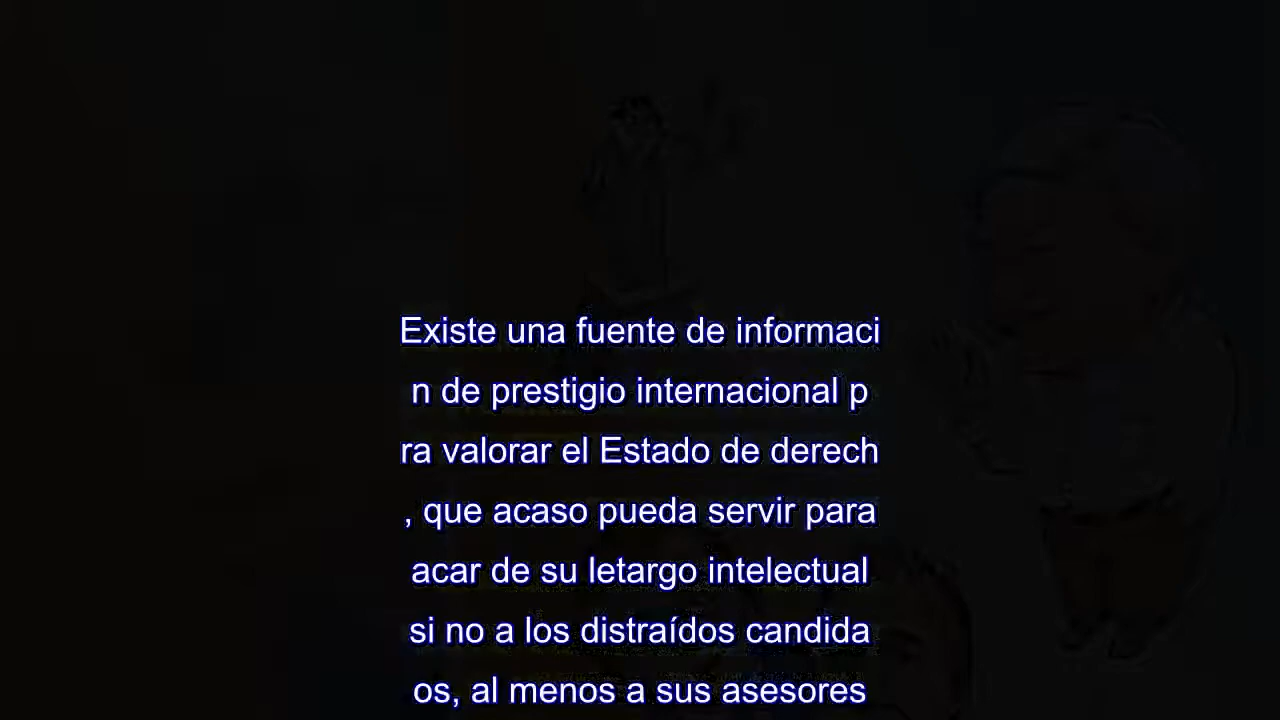 Existe una fuente de informaci
n de prestigio internacional p
ra valorar el Estado de derech
, que acaso pueda servir para
acar de su letargo intelectual
si no a los distraídos candida
os, al menos a sus asesores